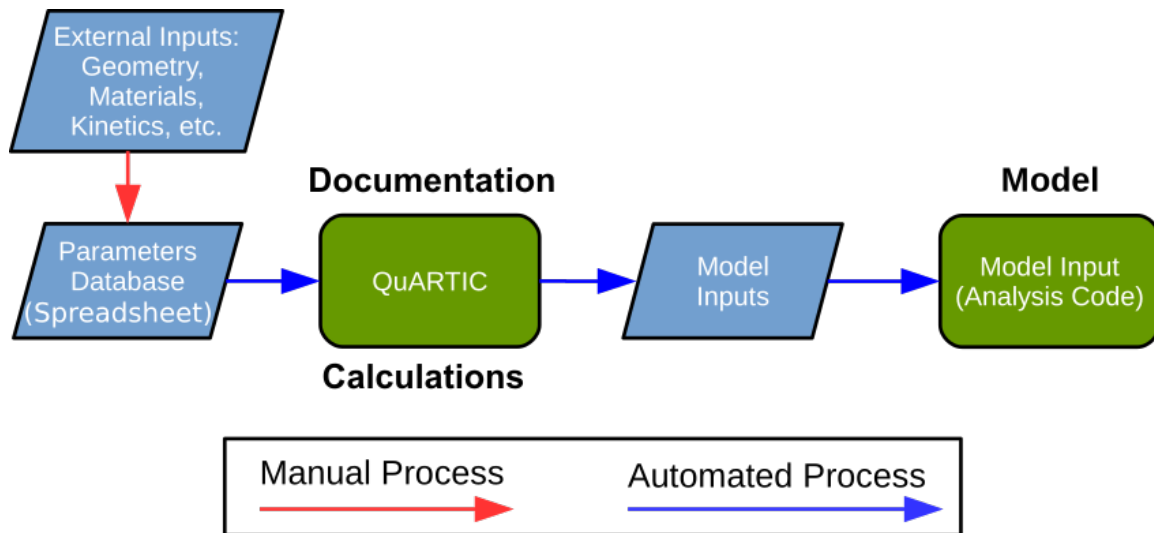 External Inputs:
Geometry,
Materials,
Kinetics, etc.
Documentation
Model
Parameters
Database
(Spreadsheet)
QuARTIC
Model
Inputs
Model Input
(Analysis Code)
Calculations
Manual Process
Automated Process